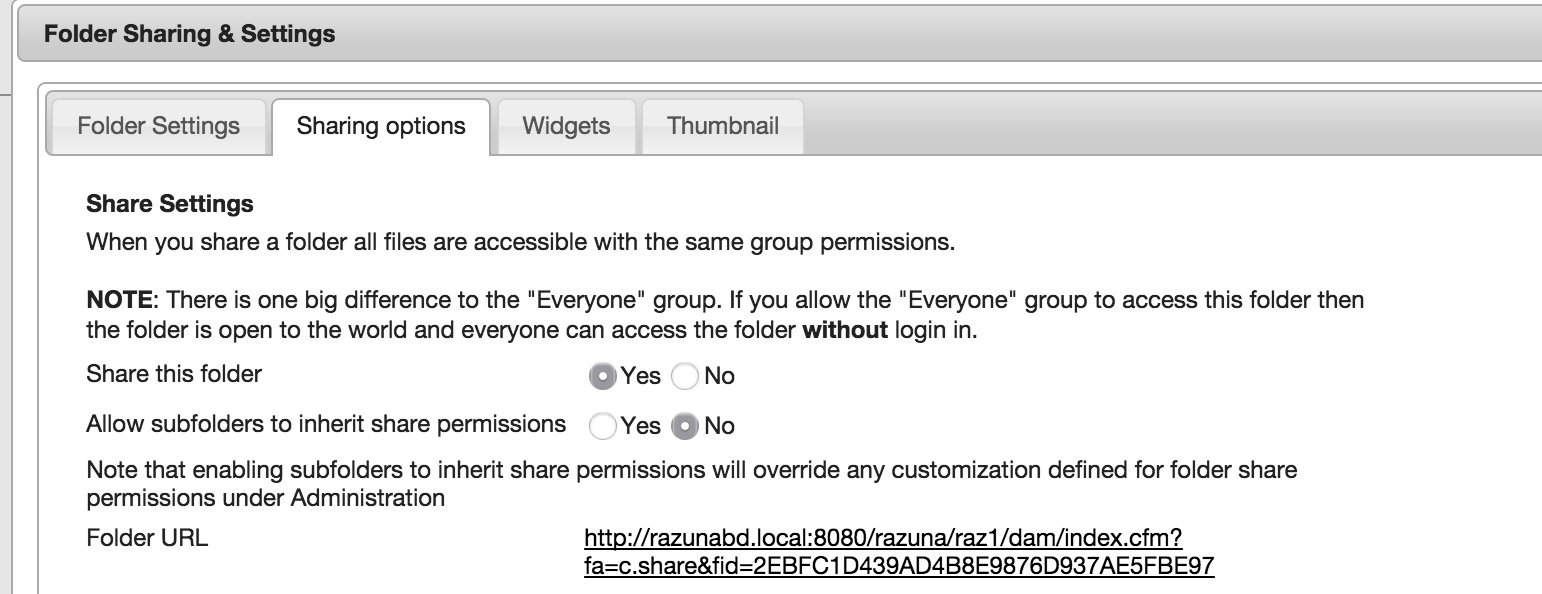 Folder Sharing & Settings
Folder Settings Sharing options Widgets Thumbnail
Share Settings
When you share a folder all files are accessible with the same group permissions.
NOTE: There is one big difference to the "Everyone" group. If you allow the "Everyone" group to access this folder then
the folder is open to the world and everyone can access the folder without login in.
Share this folder Yes No
Allow subfolders to inherit share permissions Yes No
Note that enabling subfolders to inherit share permissions will override any customization defined for folder share
permissions under Administration
Folder URL http://razunabd.local:8080/razuna/raz1/dam/index.cfm?
fa=c.share&fid=2EBFC1D439AD4B8E9876D937AE5FBE97